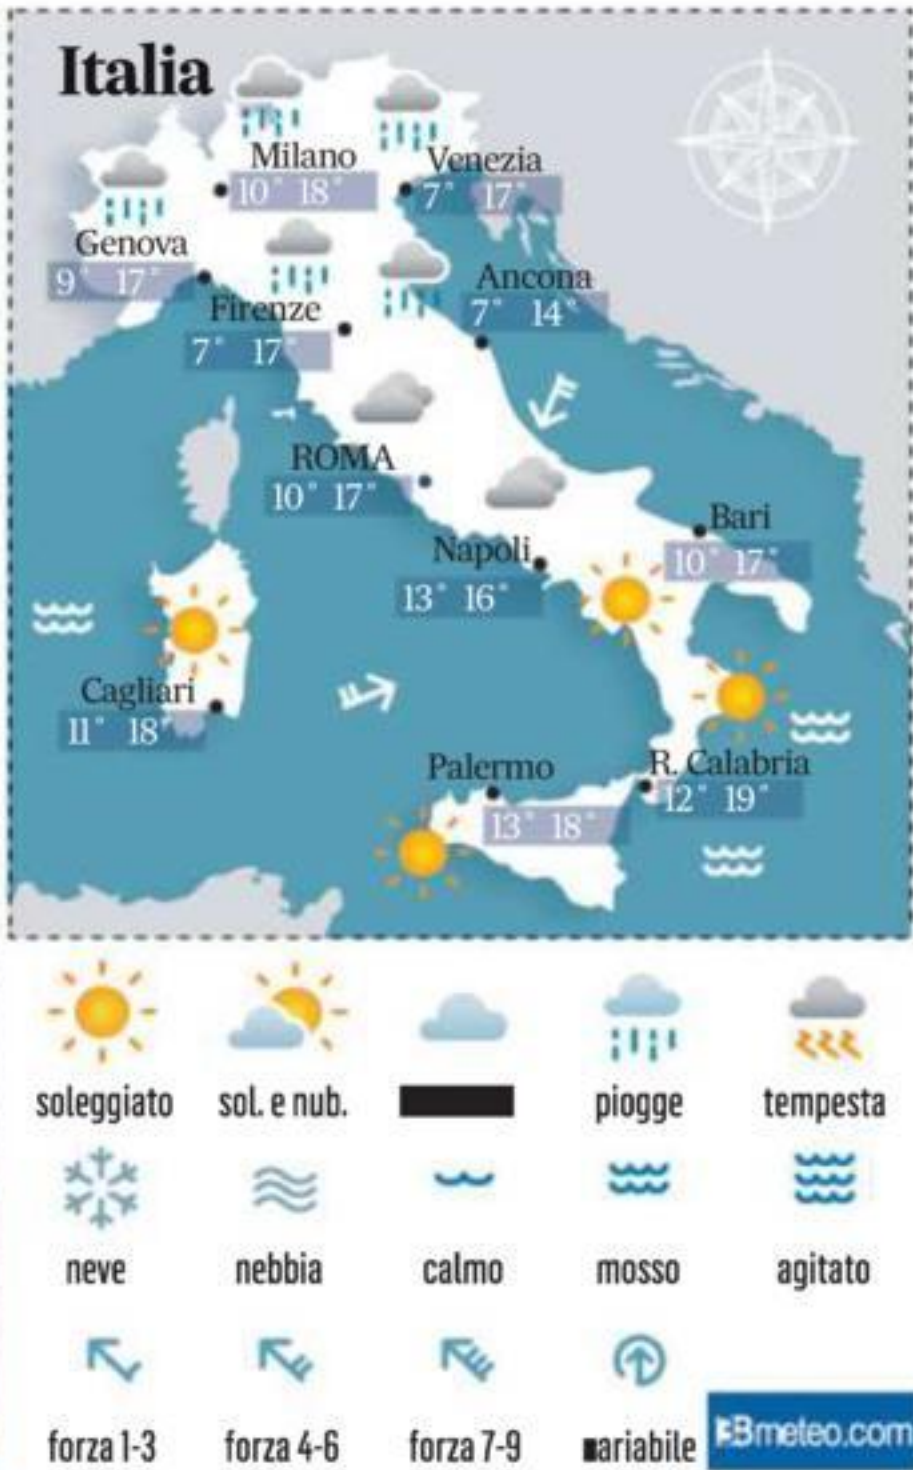 Italia
Milano
10° 18°
Venezia
7° 17°
Genova
9° 17°
Ancona
7° 14°
Firenze
7° 17°
ROMA
10° 17°
Bari
10° 17°
Napoli
13° 16°
Cagliari
11° 18°
Palermo
13° 18°
R. Calabria
12° 19°
soleggiato sol. e nub. piogge tempesta
neve nebbia calmo mosso agitato
forza 1-3 forza 4-6 forza 7-9 ariabile
3Bmeteo.com